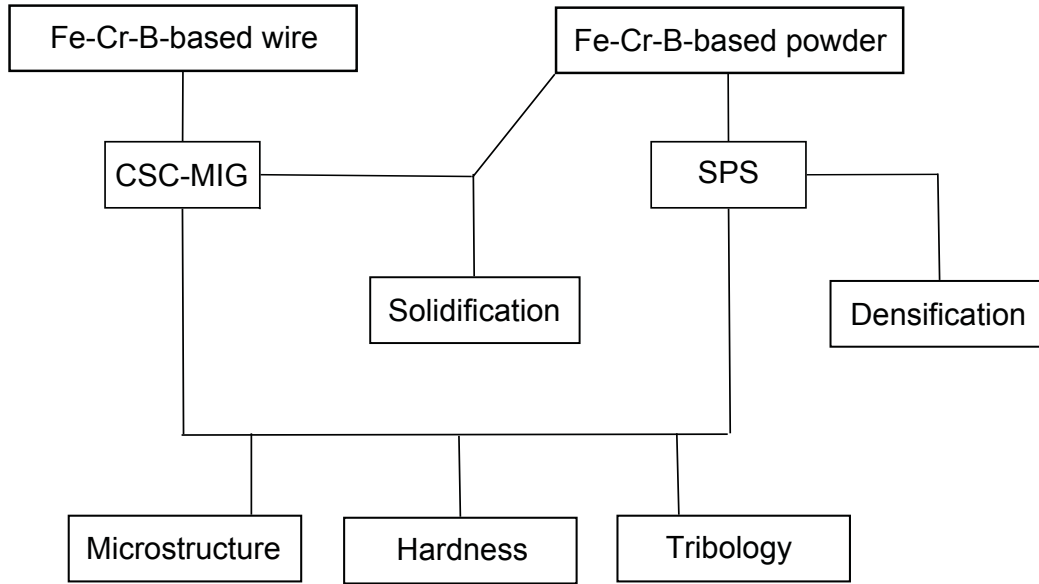 Fe-Cr-B-based wire
Fe-Cr-B-based powder
CSC-MIG
SPS
Solidification
Densification
Microstructure
Hardness
Tribology